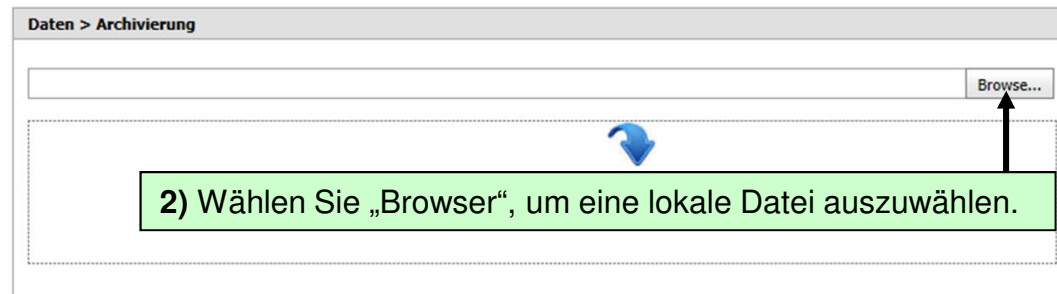 Daten > Archivierung
Browse...
2) Wählen Sie „Browser“, um eine lokale Datei auszuwählen.